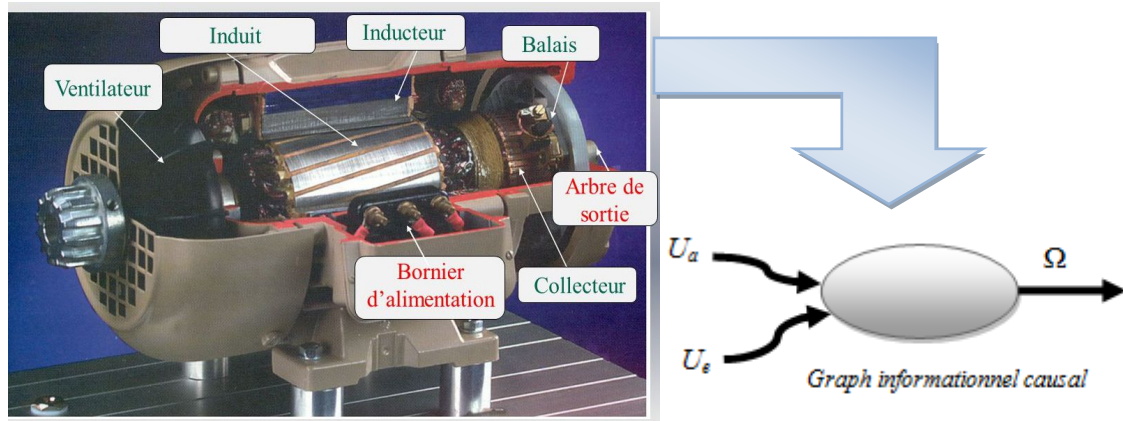 Induit
Inducteur
Balais
Ventilateur
Arbre de
sortie
Bornier
d’alimentation
Collecteur
Uₐ
Ω
Uₑ
Graph informationnel causal